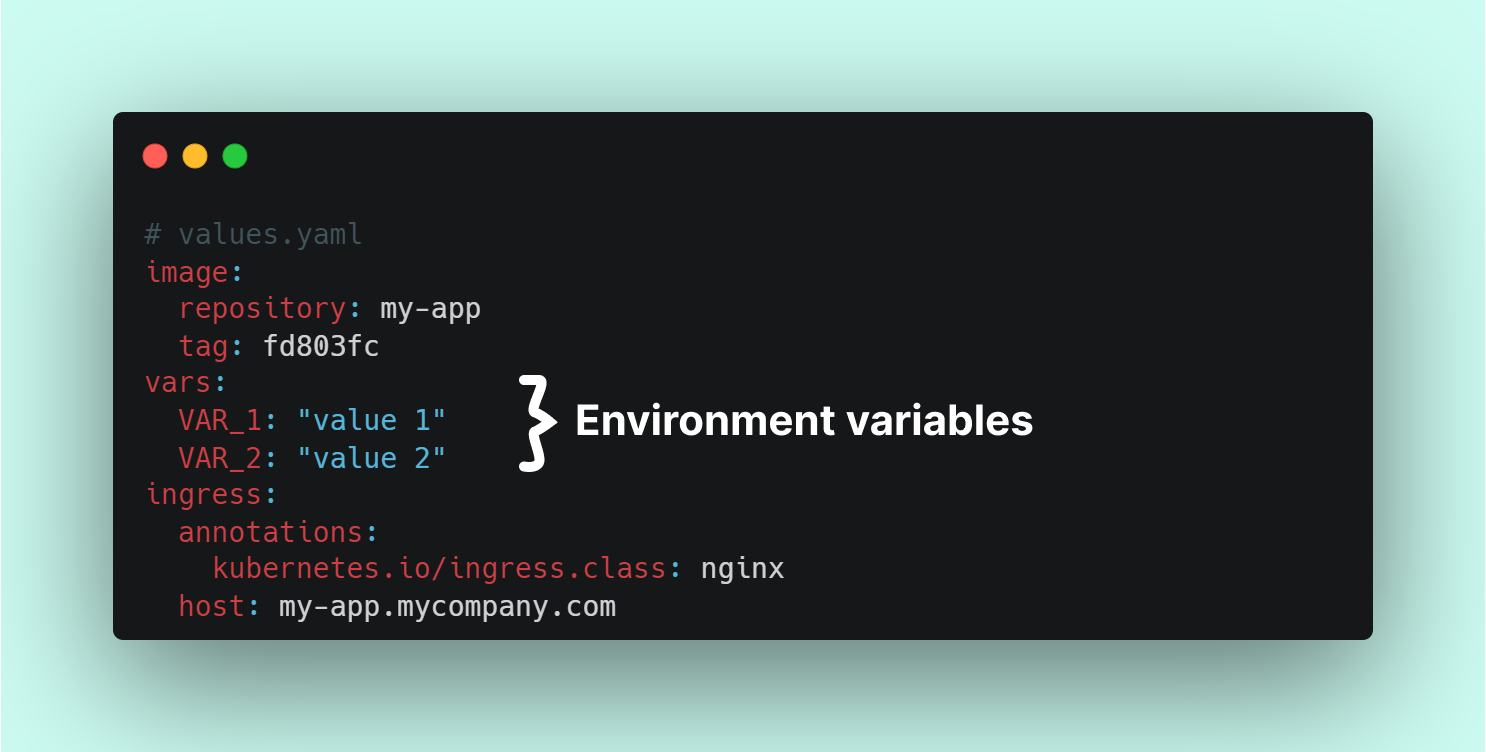 # values.yaml
image:
  repository: my-app
  tag: fd803fc
vars:
  VAR_1: "value 1"
  VAR_2: "value 2"
Environment variables
ingress:
  annotations:
    kubernetes.io/ingress.class: nginx
  host: my-app.mycompany.com